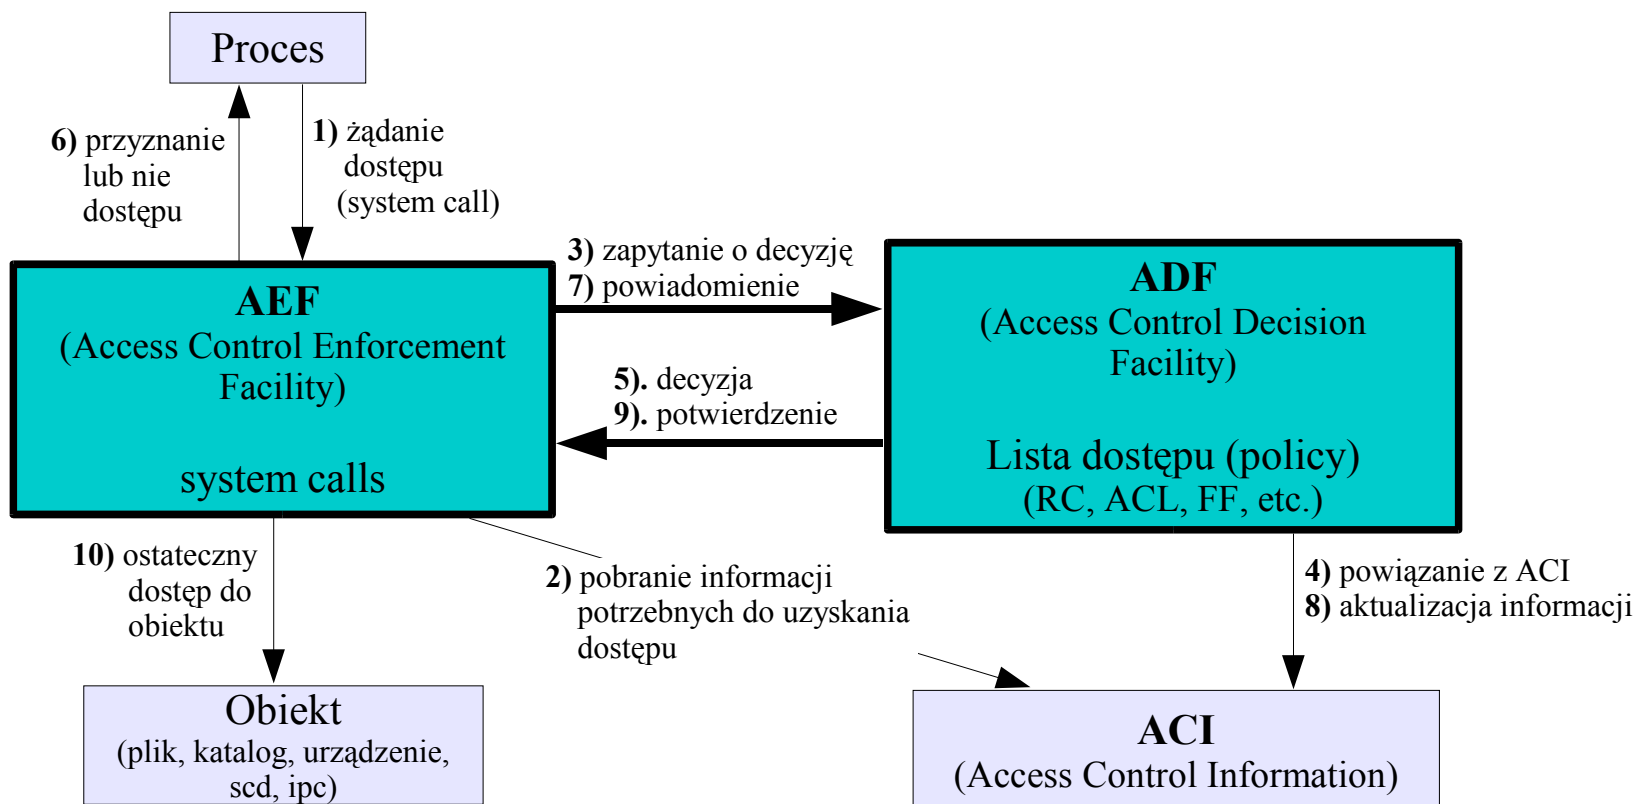 Proces
6) przyznanie
lub nie
dostępu
1) żądanie
dostępu
(system call)
AEF
(Access Control Enforcement
Facility)
system calls
3) zapytanie o decyzję
7) powiadomienie
5). decyzja
9). potwierdzenie
ADF
(Access Control Decision
Facility)
Lista dostępu (policy)
(RC, ACL, FF, etc.)
10) ostateczny
dostęp do
obiektu
2) pobranie informacji
potrzebnych do uzyskania
dostępu
4) powiązanie z ACI
8) aktualizacja informacji
Obiekt
(plik, katalog, urządzenie,
scd, ipc)
ACI
(Access Control Information)